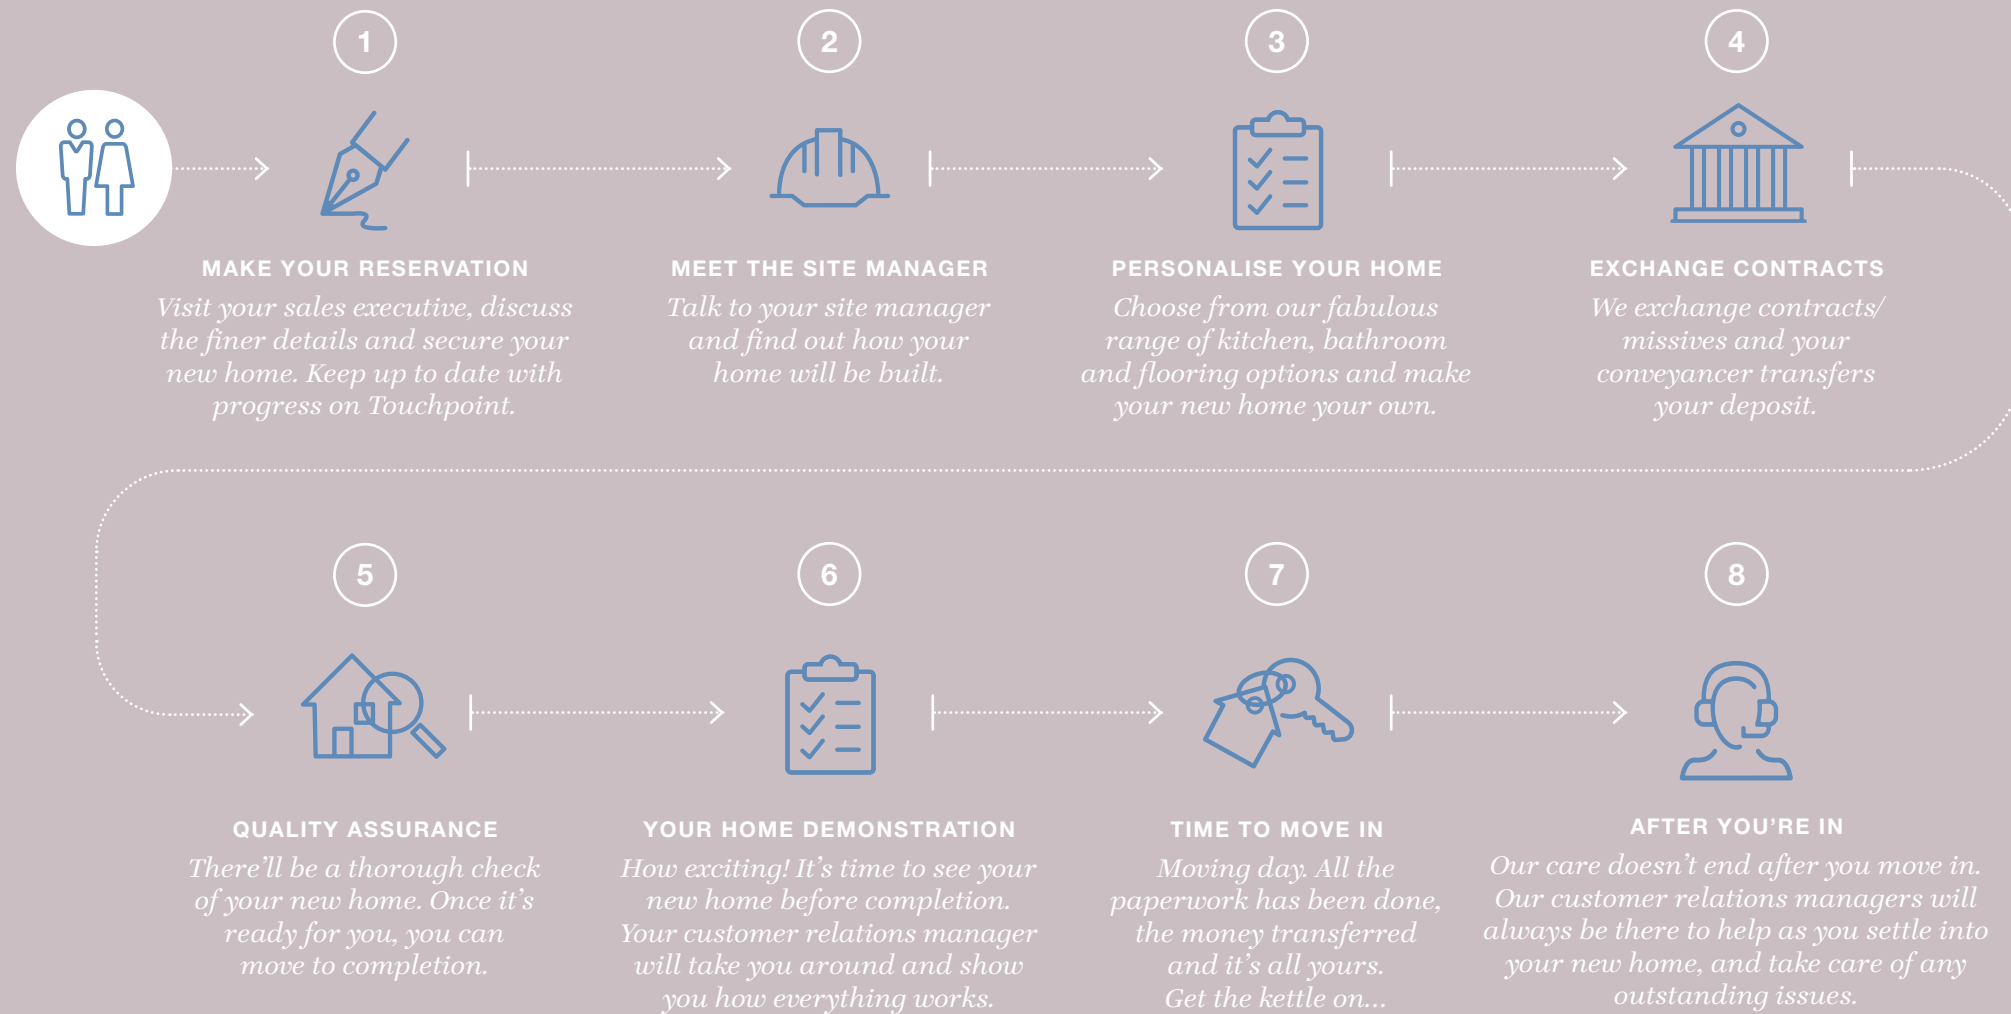 1
MAKE YOUR RESERVATION
Visit your sales executive, discuss
the finer details and secure your
new home. Keep up to date with
progress on Touchpoint.
2
MEET THE SITE MANAGER
Talk to your site manager
and find out how your
home will be built.
3
PERSONALISE YOUR HOME
Choose from our fabulous
range of kitchen, bathroom
and flooring options and make
your new home your own.
4
EXCHANGE CONTRACTS
We exchange contracts/
missives and your
conveyancer transfers
your deposit.
5
QUALITY ASSURANCE
There’ll be a thorough check
of your new home. Once it’s
ready for you, you can
move to completion.
6
YOUR HOME DEMONSTRATION
How exciting! It’s time to see your
new home before completion.
Your customer relations manager
will take you around and show
you how everything works.
7
TIME TO MOVE IN
Moving day. All the
paperwork has been done,
the money transferred
and it’s all yours.
Get the kettle on...
8
AFTER YOU’RE IN
Our care doesn’t end after you move in.
Our customer relations managers will
always be there to help as you settle into
your new home, and take care of any
outstanding issues.